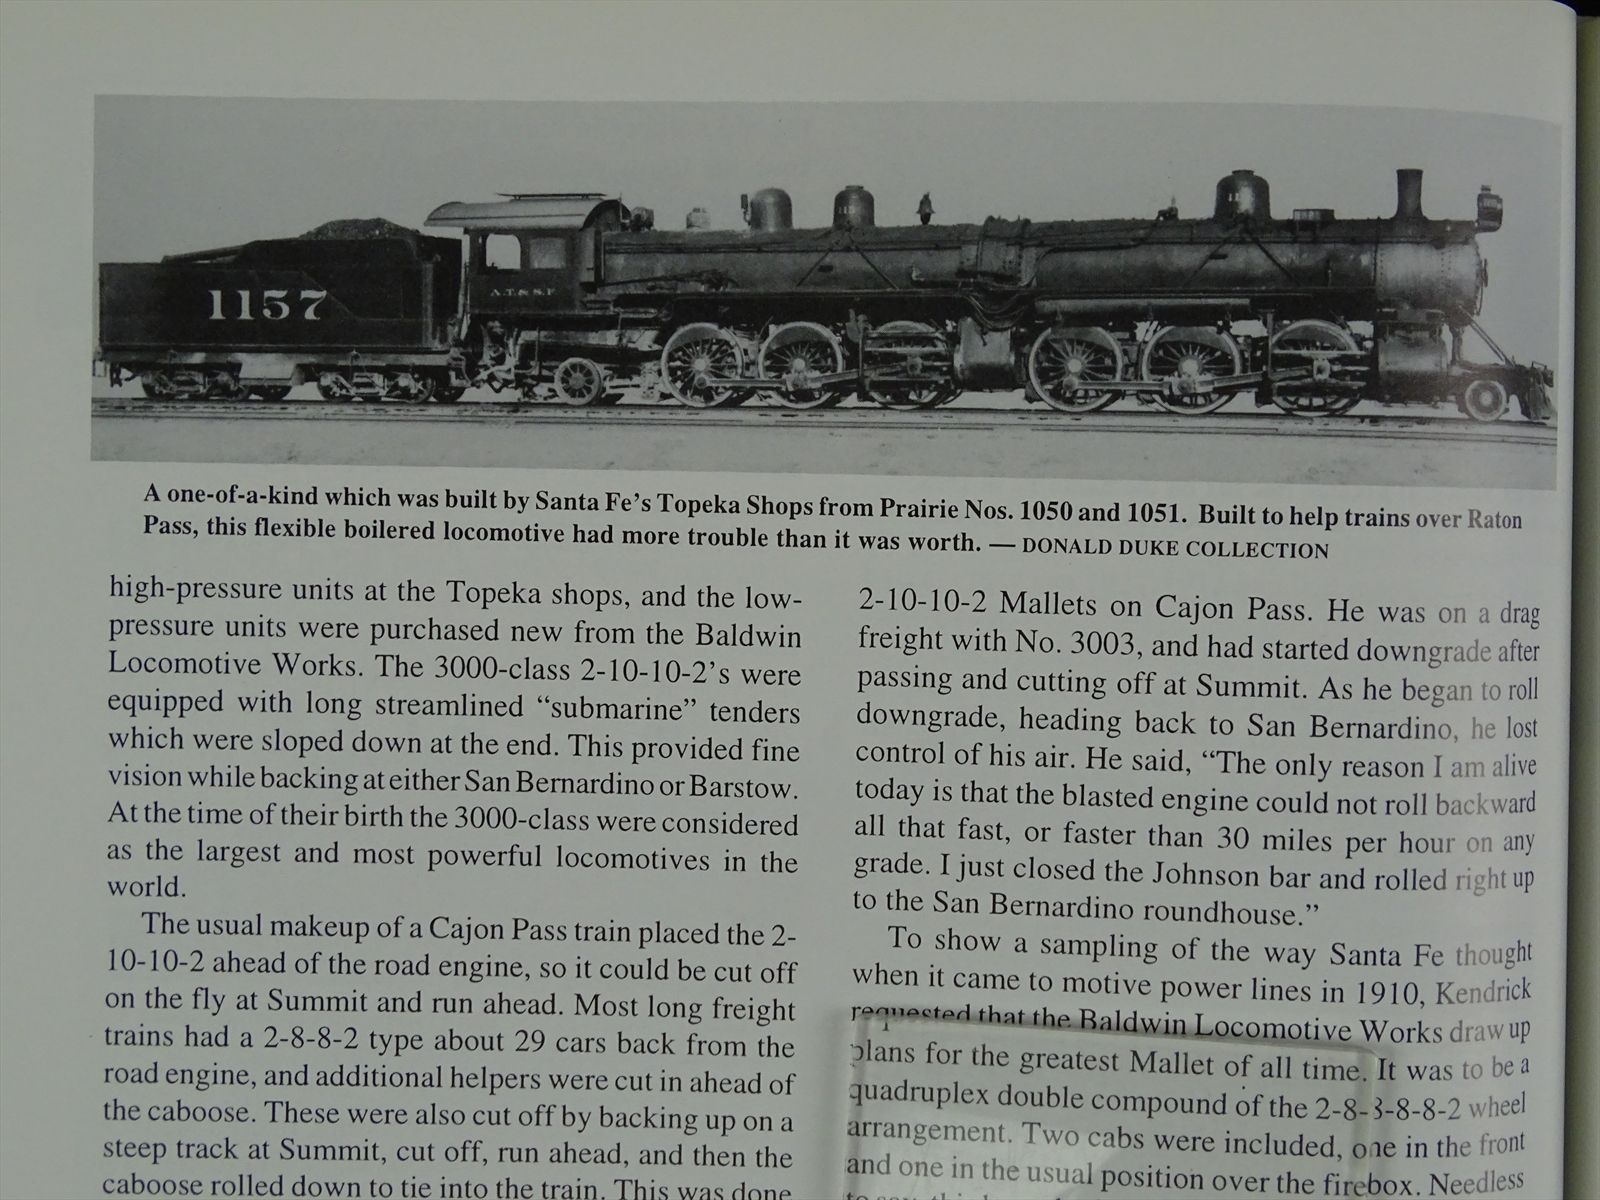 1157
A.T.& S.F
A one-of-a-kind which was built by Santa Fe's Topeka Shops from Prairie Nos. 1050 and 1051. Built to help trains over Raton
Pass, this flexible boilered locomotive had more trouble than it was worth. — DONALD DUKE COLLECTION
high-pressure units at the Topeka shops, and the low-
pressure units were purchased new from the Baldwin
Locomotive Works. The 3000-class 2-10-10-2's were
equipped with long streamlined “submarine” tenders
which were sloped down at the end. This provided fine
vision while backing at either San Bernardino or Barstow.
At the time of their birth the 3000-class were considered
as the largest and most powerful locomotives in the
world.
The usual makeup of a Cajon Pass train placed the 2-
10-10-2 ahead of the road engine, so it could be cut off
on the fly at Summit and run ahead. Most long freight
trains had a 2-8-8-2 type about 29 cars back from the
road engine, and additional helpers were cut in ahead of
the caboose. These were also cut off by backing up on a
steep track at Summit, cut off, run ahead, and then the
caboose rolled down to tie into the train. This was done
2-10-10-2 Mallets on Cajon Pass. He was on a drag
freight with No. 3003, and had started downgrade after
passing and cutting off at Summit. As he began to roll
downgrade, heading back to San Bernardino, he lost
control of his air. He said, “The only reason I am alive
today is that the blasted engine could not roll backward
all that fast, or faster than 30 miles per hour on any
grade. I just closed the Johnson bar and rolled right up
to the San Bernardino roundhouse.”
To show a sampling of the way Santa Fe thought
when it came to motive power lines in 1910, Kendrick
requested that the Baldwin Locomotive Works draw up
plans for the greatest Mallet of all time. It was to be a
quadruplex double compound of the 2-8-8-8-8-2 wheel
arrangement. Two cabs were included, one in the front
and one in the usual position over the firebox. Needless